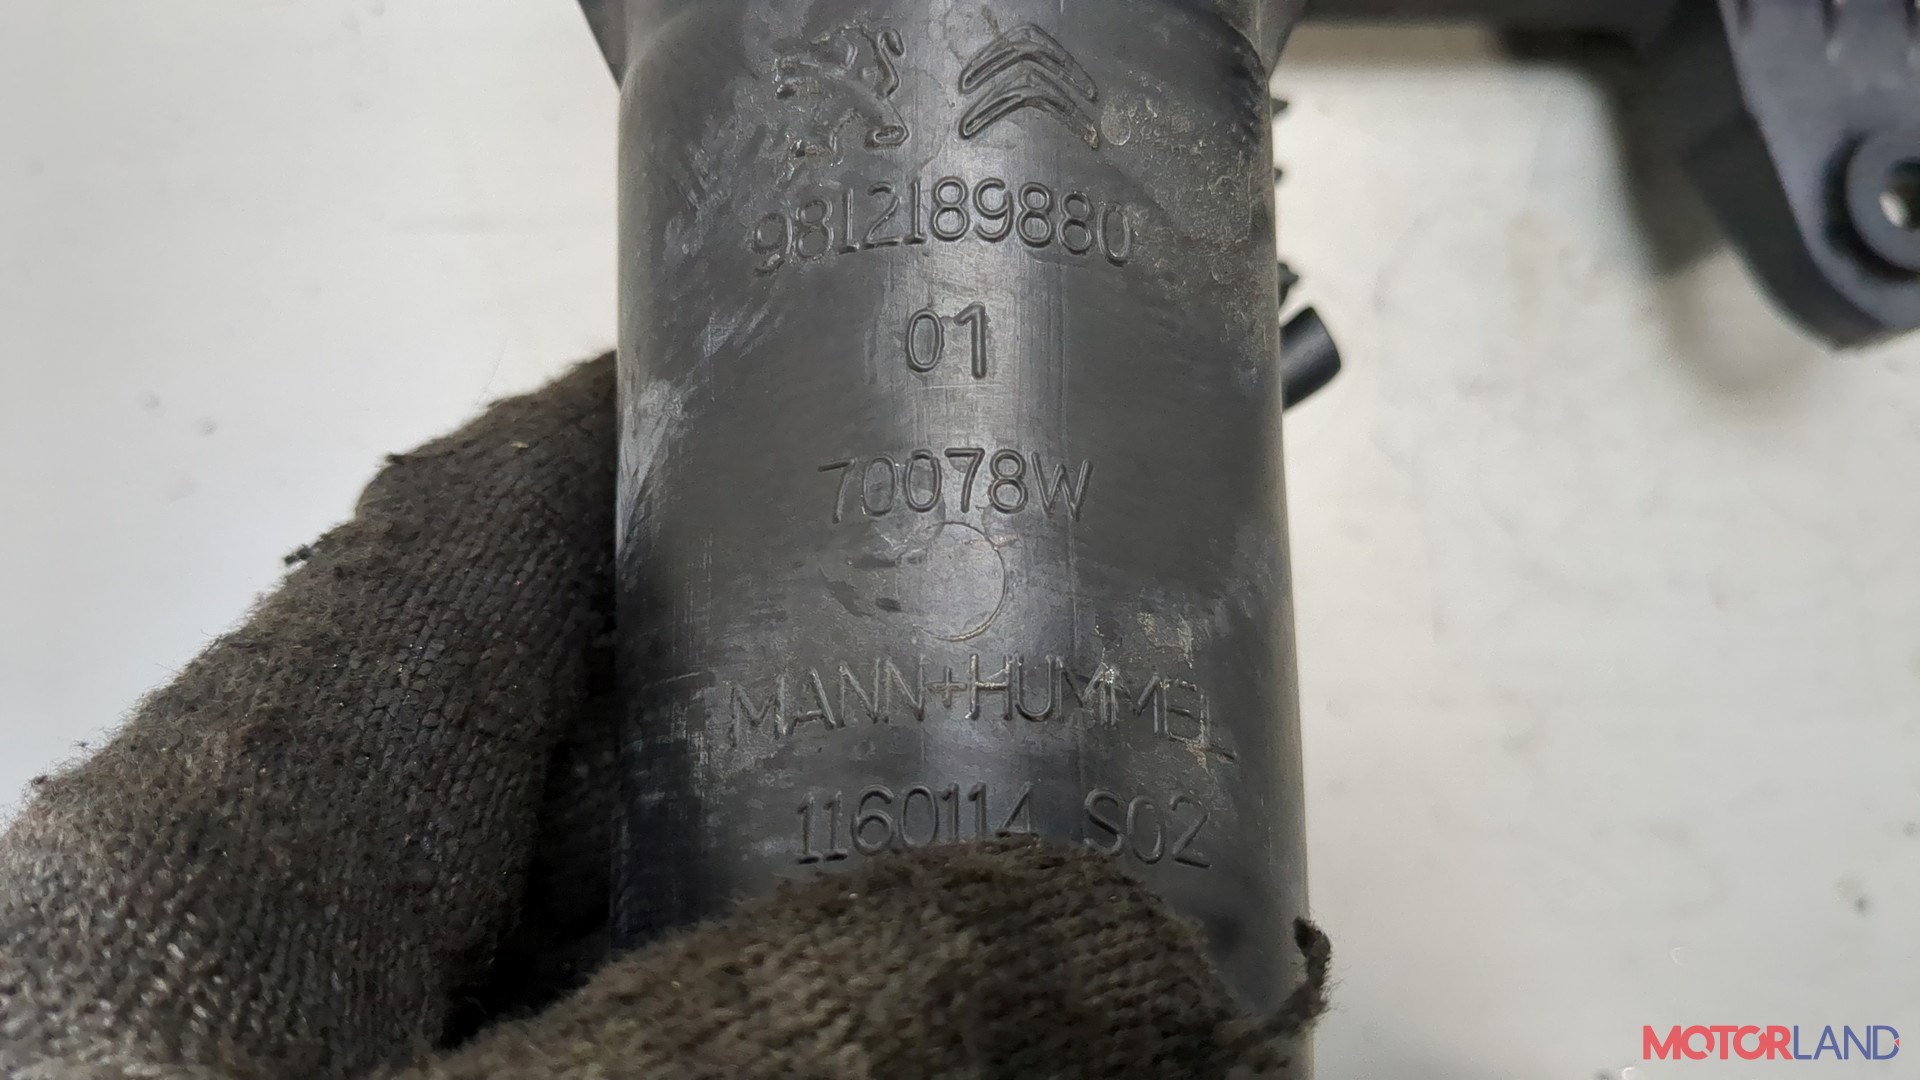 9812189880
01
70078W
MANN+HUMMEL
1160114 S02
MOTORLAND